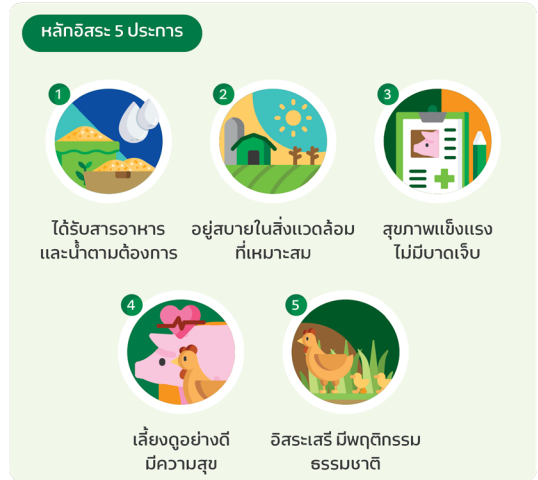 หลักอิสระ 5 ประการ
1
ได้รับสารอาหาร
และน้ำตามต้องการ
2
อยู่สบายในสิ่งแวดล้อม
ที่เหมาะสม
3
สุขภาพแข็งแรง
ไม่มีบาดเจ็บ
4
เลี้ยงดูอย่างดี
มีความสุข
5
อิสระเสรี มีพฤติกรรม
ธรรมชาติ